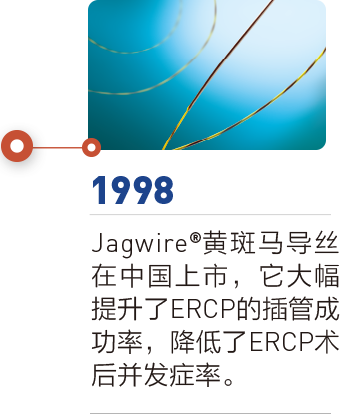 1998
Jagwire®黄斑马导丝
在中国上市，它大幅
提升了ERCP的插管成
功率，降低了ERCP术
后并发症率。